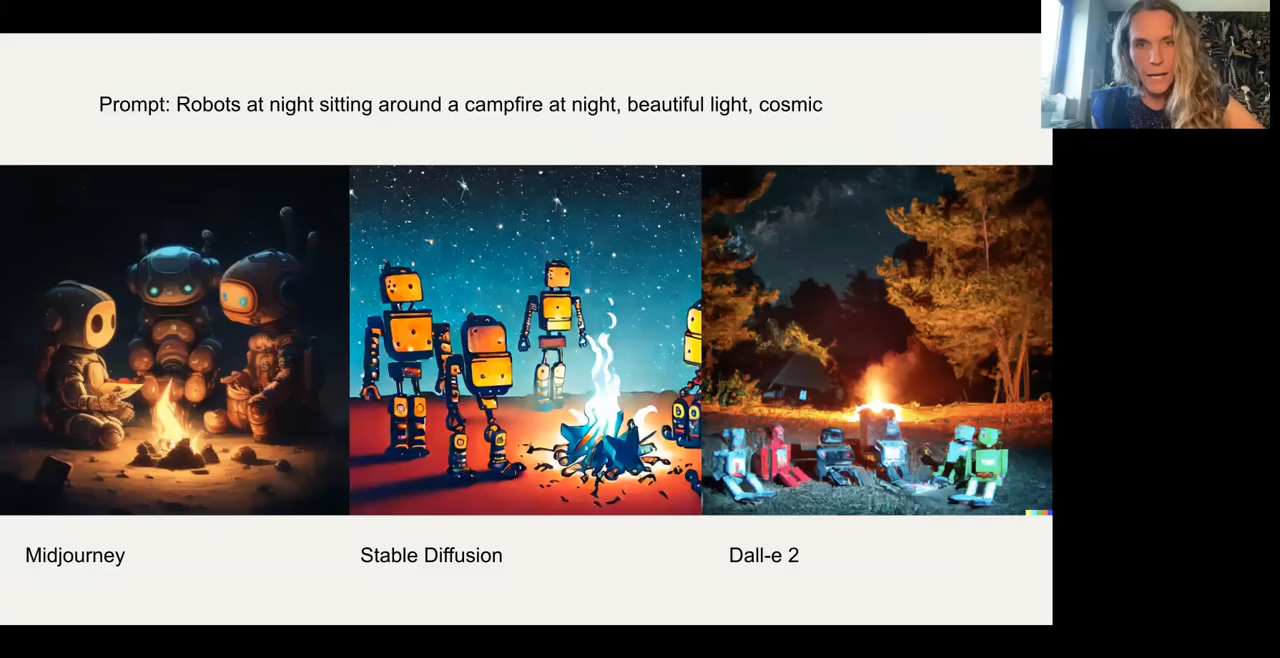 Prompt: Robots at night sitting around a campfire at night, beautiful light, cosmic
Midjourney
Stable Diffusion
Dall-e 2